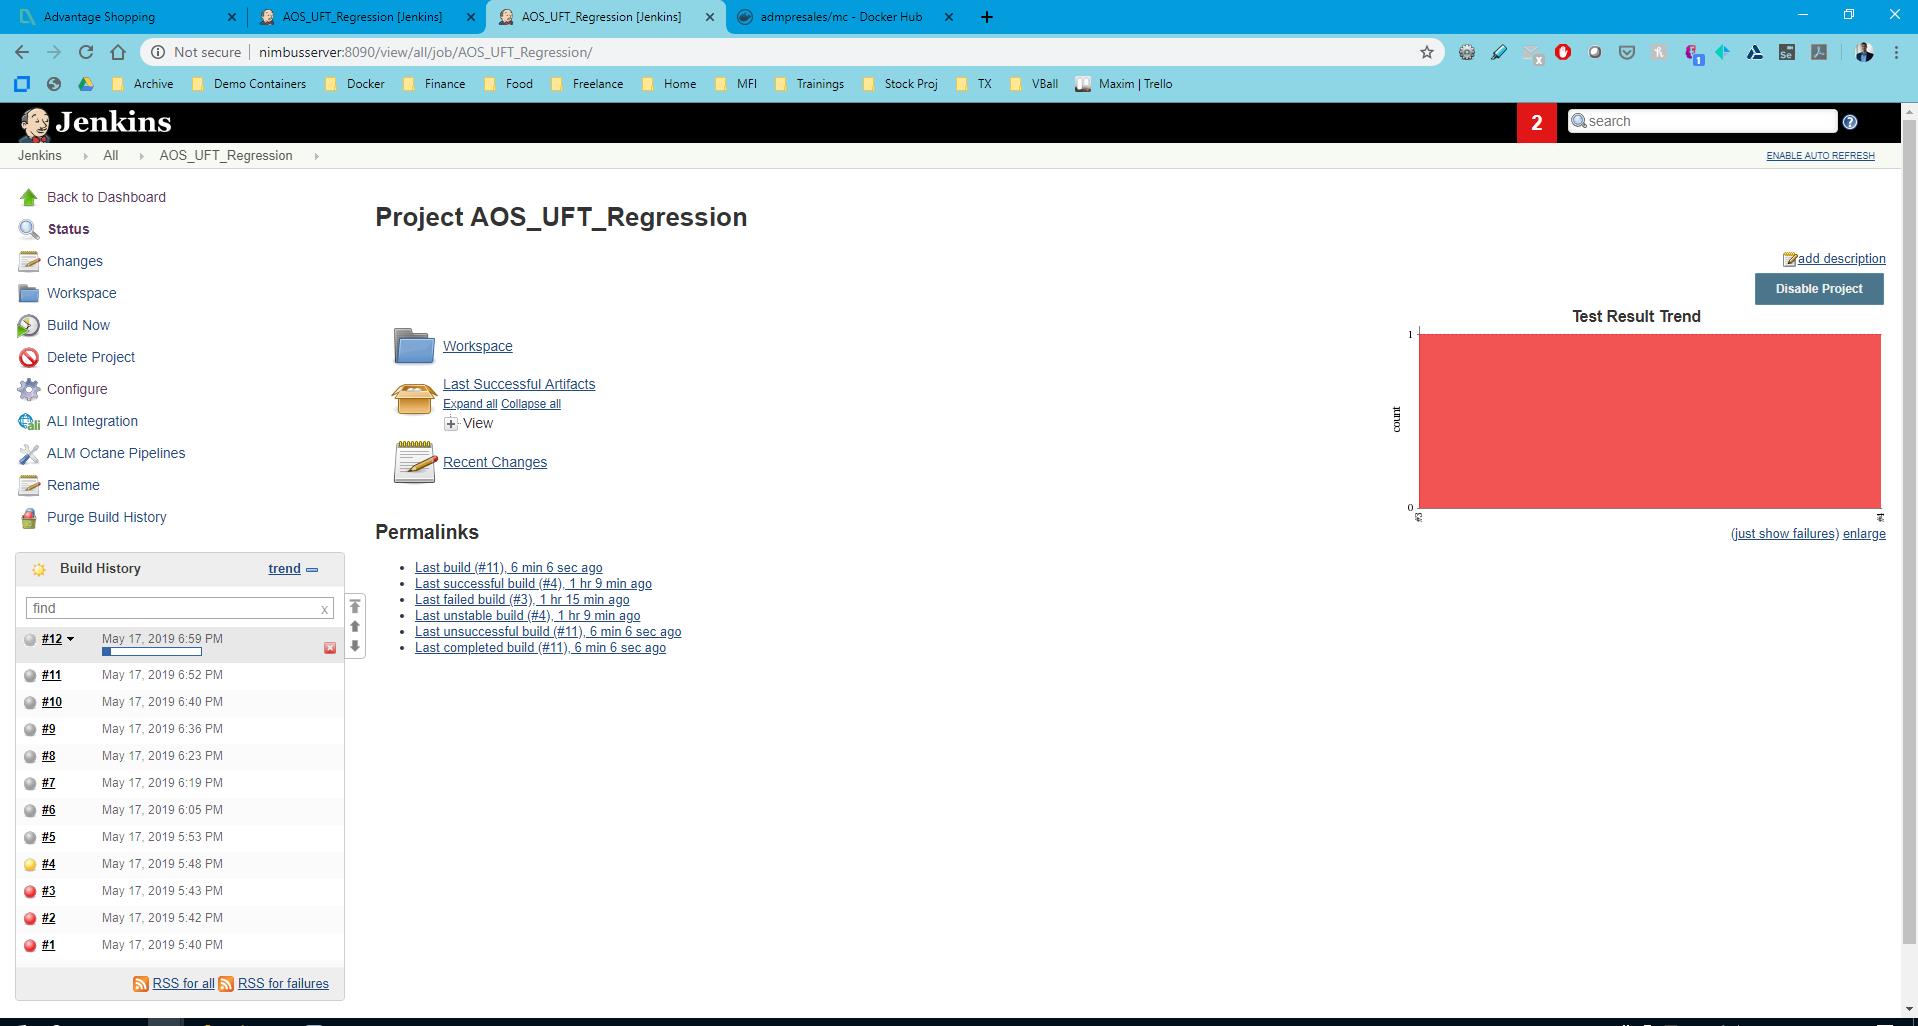 Advantage Shopping
AOS_UFT_Regression [Jenkins]
AOS_UFT_Regression [Jenkins]
admpresales/mc - Docker Hub
Not secure | nimbusserver:8090/view/all/job/AOS_UFT_Regression/
Archive Demo Containers Docker Finance Food Freelance Home MFI Trainings Stock Proj TX VBall Maxim | Trello
Jenkins
2
search
Jenkins All AOS_UFT_Regression
ENABLE AUTO REFRESH
Back to Dashboard
Status
Changes
Workspace
Build Now
Delete Project
Configure
ALI Integration
ALM Octane Pipelines
Rename
Purge Build History
Build History trend
find x
#12 May 17, 2019 6:59 PM
#11 May 17, 2019 6:52 PM
#10 May 17, 2019 6:40 PM
#9 May 17, 2019 6:36 PM
#8 May 17, 2019 6:23 PM
#7 May 17, 2019 6:19 PM
#6 May 17, 2019 6:05 PM
#5 May 17, 2019 5:53 PM
#4 May 17, 2019 5:48 PM
#3 May 17, 2019 5:43 PM
#2 May 17, 2019 5:42 PM
#1 May 17, 2019 5:40 PM
RSS for all RSS for failures
Project AOS_UFT_Regression
add description
Disable Project
Workspace
Last Successful Artifacts
Expand all Collapse all
View
Recent Changes
Permalinks
Last build (#11), 6 min 6 sec ago
Last successful build (#4), 1 hr 9 min ago
Last failed build (#3), 1 hr 15 min ago
Last unstable build (#4), 1 hr 9 min ago
Last unsuccessful build (#11), 6 min 6 sec ago
Last completed build (#11), 6 min 6 sec ago
Test Result Trend
1
count
0
#3
#4
(just show failures) enlarge